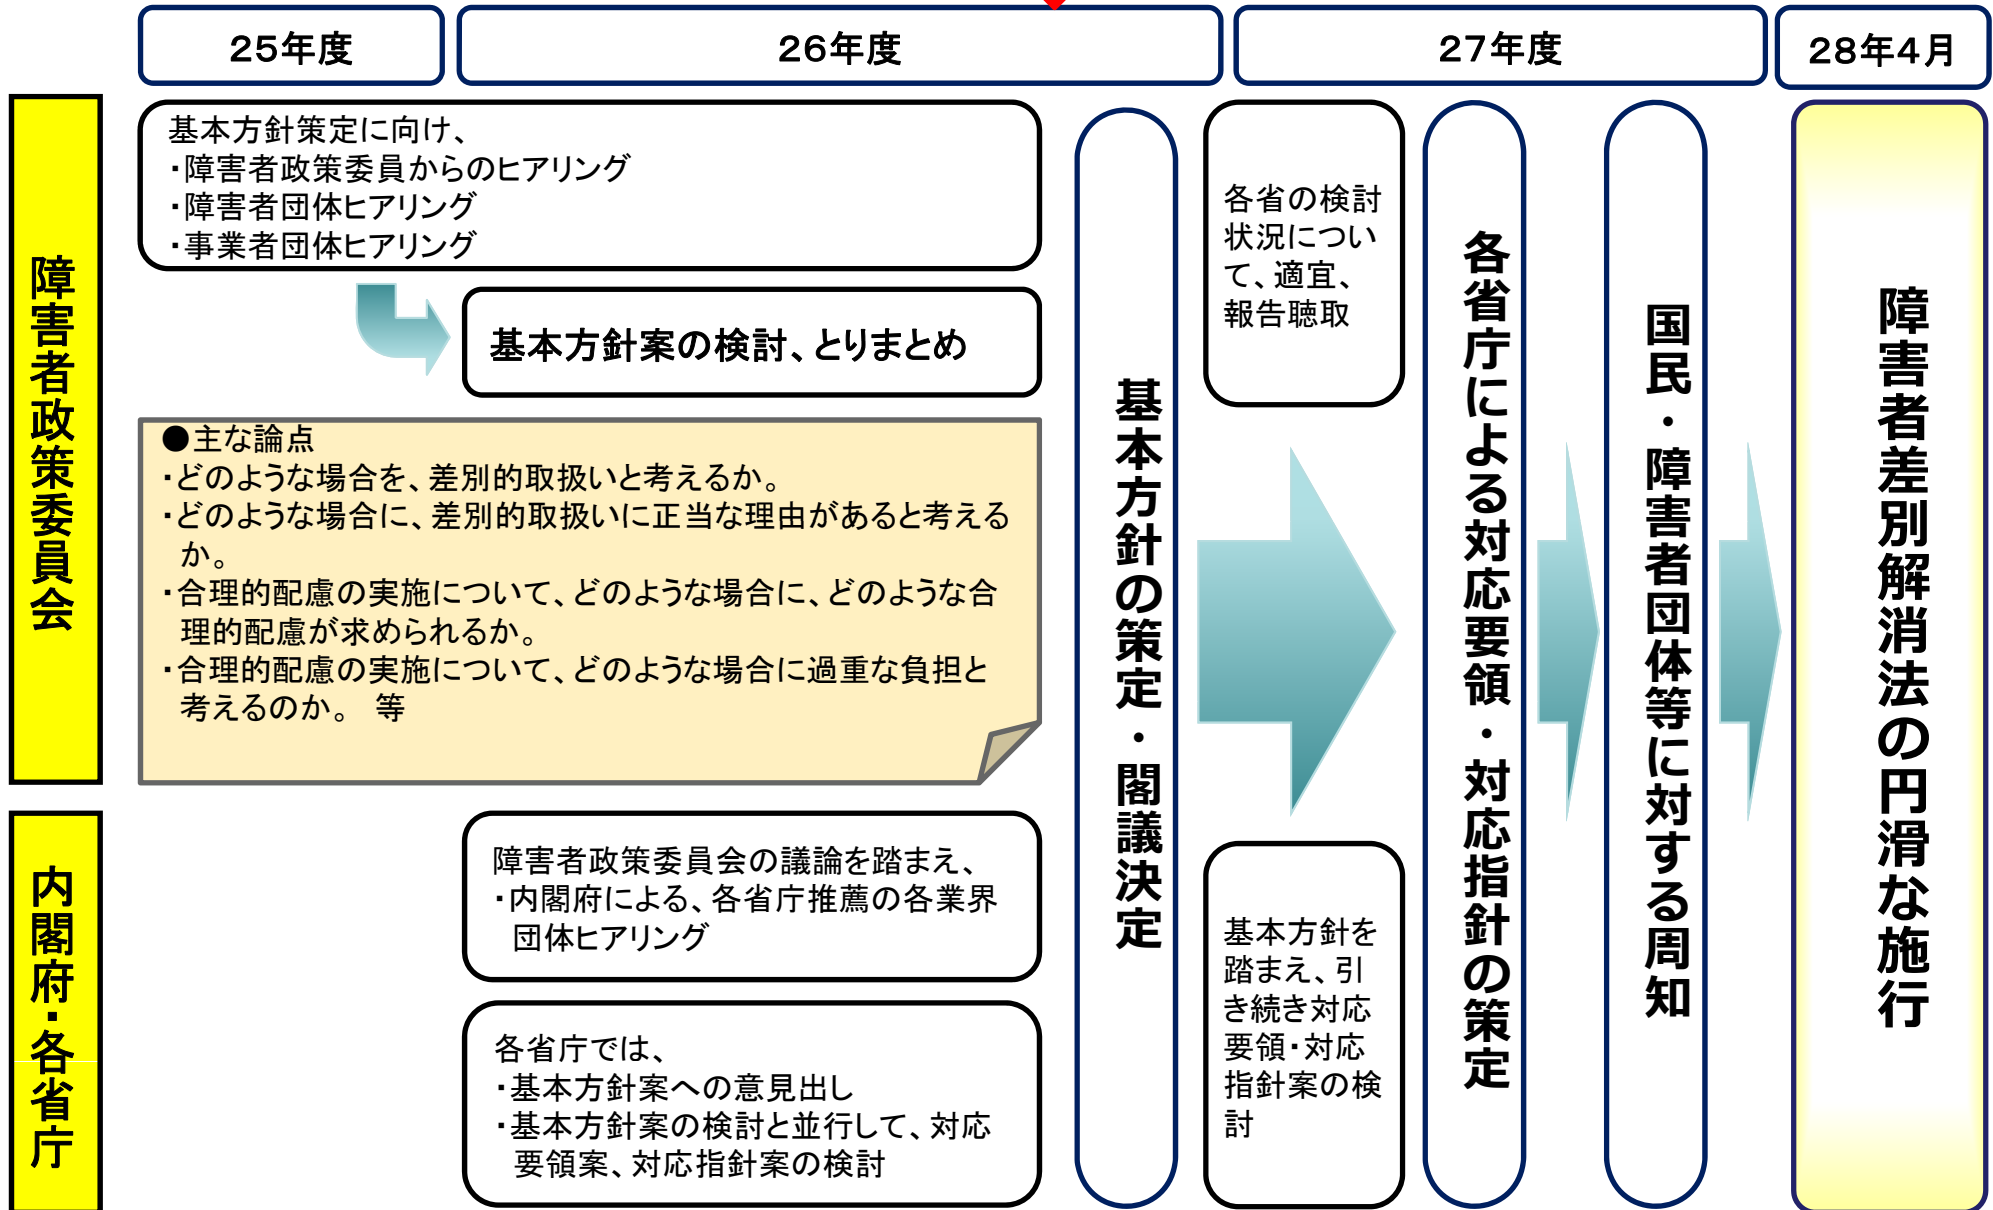 25年度
26年度
27年度
28年4月
障害者政策委員会
基本方針策定に向け、
・障害者政策委員からのヒアリング
・障害者団体ヒアリング
・事業者団体ヒアリング
基本方針案の検討、とりまとめ
●主な論点
・どのような場合を、差別的取扱いと考えるか。
・どのような場合に、差別的取扱いに正当な理由があると考える
か。
・合理的配慮の実施について、どのような場合に、どのような合
理的配慮が求められるか。
・合理的配慮の実施について、どのような場合に過重な負担と
考えるのか。 等
内閣府・各省庁
障害者政策委員会の議論を踏まえ、
・内閣府による、各省庁推薦の各業界
団体ヒアリング
各省庁では、
・基本方針案への意見出し
・基本方針案の検討と並行して、対応
要領案、対応指針案の検討
基本方針の策定・閣議決定
各省の検討
状況につい
て、適宜、
報告聴取
基本方針を
踏まえ、引
き続き対応
要領・対応
指針案の検
討
各省庁による対応要領・対応指針の策定
国民・障害者団体等に対する周知
障害者差別解消法の円滑な施行